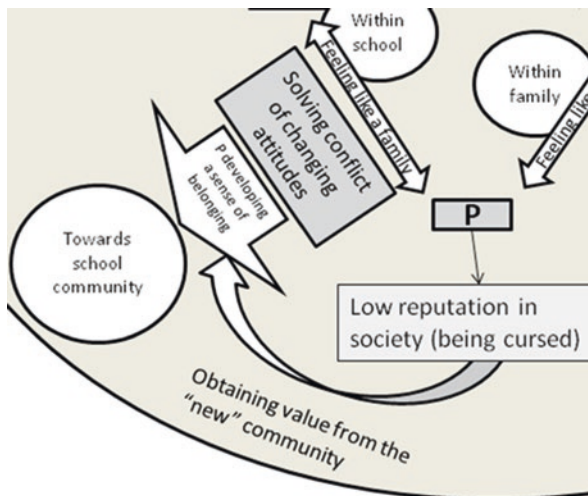 Within
school
Within
family
Feeling like a family
Feeling like
Solving conflict
of changing
attitudes
P developing
a sense of
belonging
P
Towards
school
community
Low reputation in
society (being cursed)
Obtaining value from the
“new” community